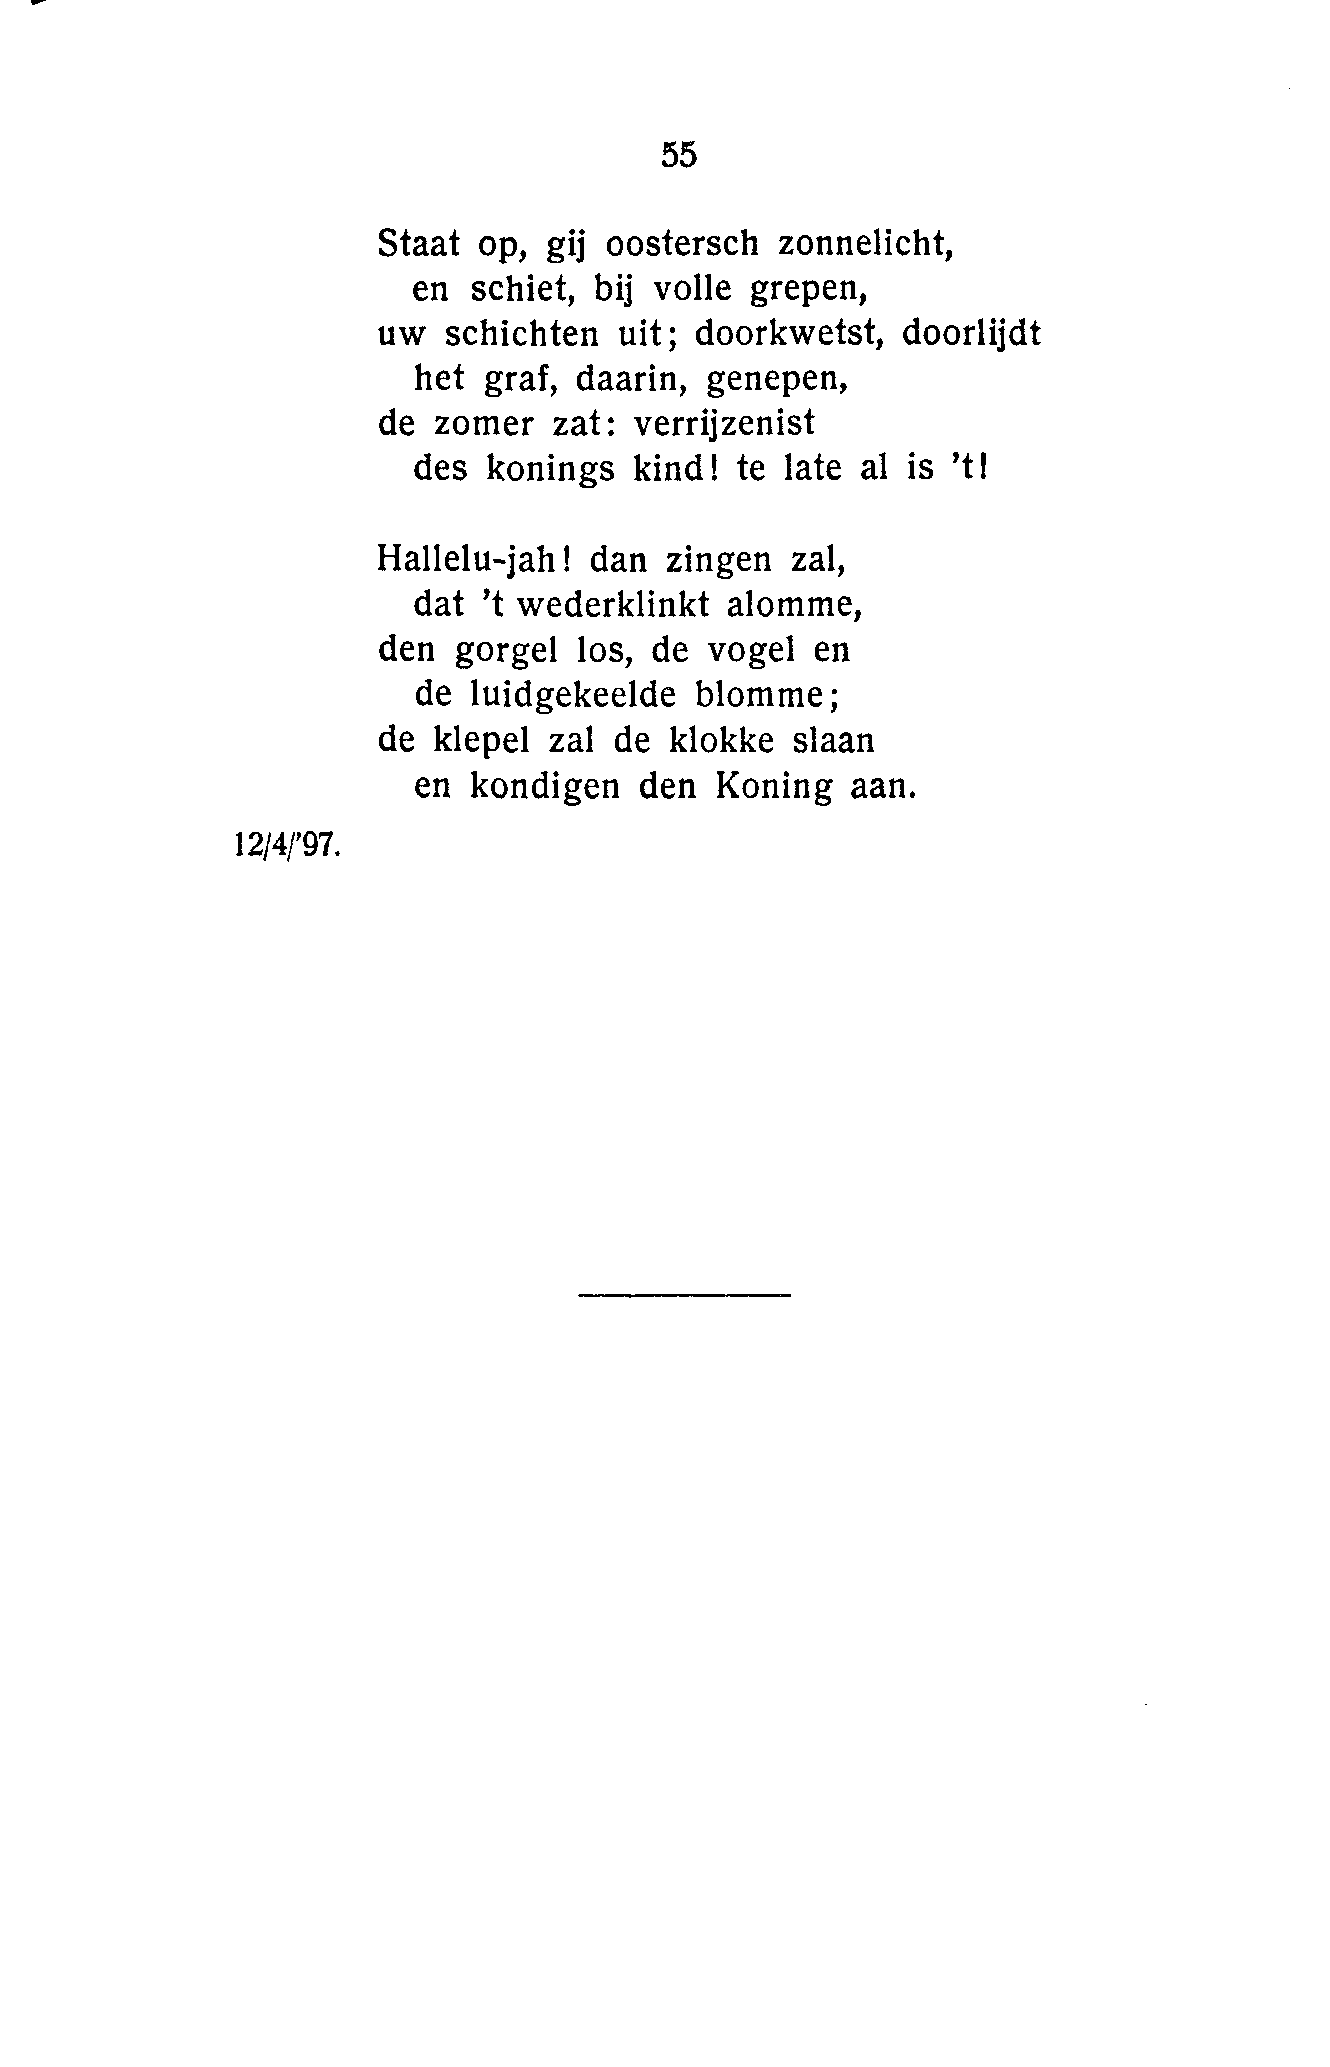 55
Staat op, gij oostersch zonnelicht,
en schiet, bij volle grepen,
uw schichten uit; doorkwetst, doorlijdt
het graf, daarin, genepen,
de zomer zat: verrijzenist
des konings kind! te late al is 't!
Hallelu-jah! dan zingen zal,
dat 't wederklinkt alomme,
den gorgel los, de vogel en
de luidgekeelde blomme;
de klepel zal de klokke slaan
en kondigen den Koning aan.
12/4/'97.